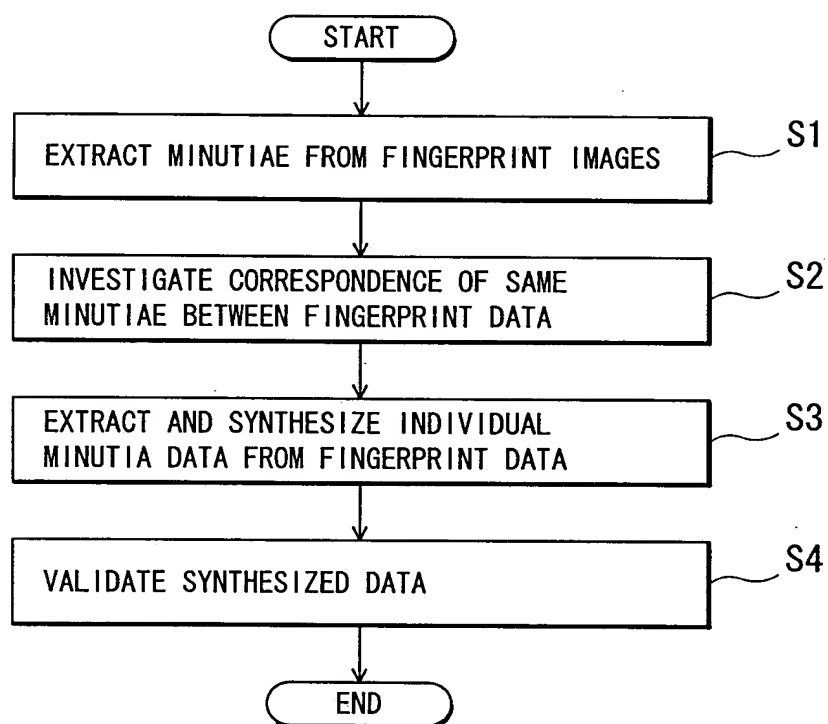 START
EXTRACT MINUTIAE FROM FINGERPRINT IMAGES
S1
INVESTIGATE CORRESPONDENCE OF SAME
MINUTIAE BETWEEN FINGERPRINT DATA
S2
EXTRACT AND SYNTHESIZE INDIVIDUAL
MINUTIA DATA FROM FINGERPRINT DATA
S3
VALIDATE SYNTHESIZED DATA
S4
END